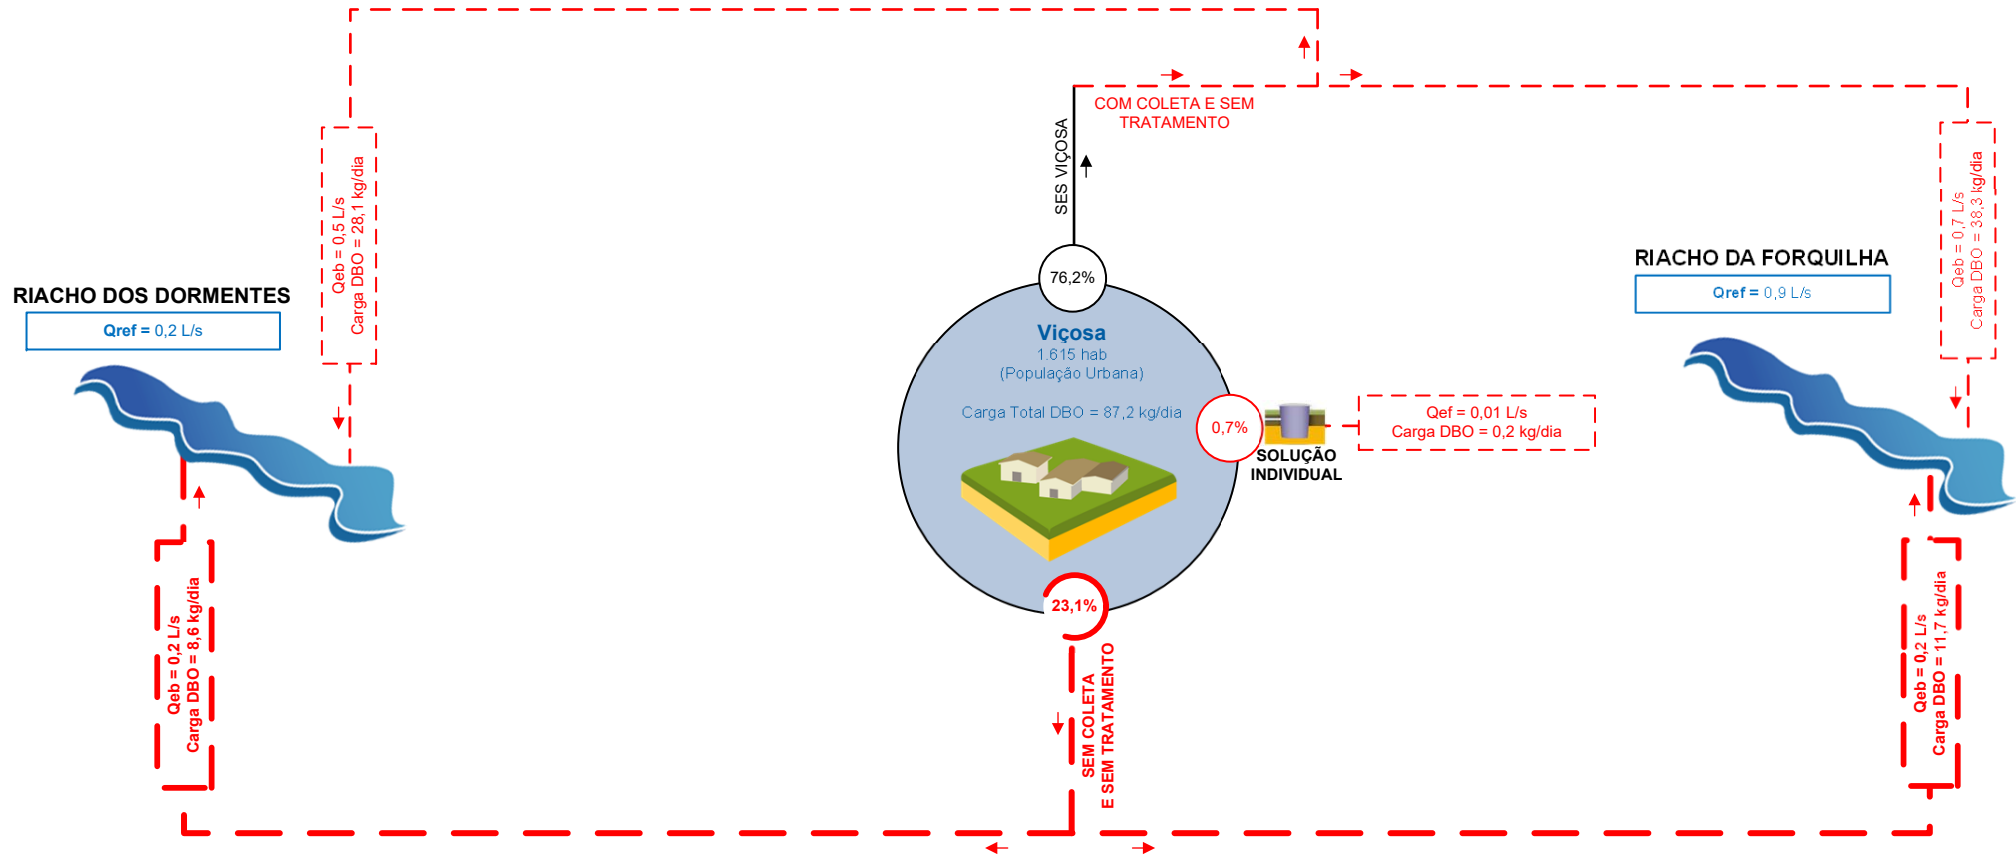 COM COLETA E SEM
TRATAMENTO
SES VIÇOSA
Qeb = 0,5 L/s
Carga DBO = 28,1 kg/dia
Qeb = 0,7 L/s
Carga DBO = 38,3 kg/dia
RIACHO DOS DORMENTES
Qref = 0,2 L/s
RIACHO DA FORQUILHA
Qref = 0,9 L/s
76,2%
Viçosa
1.615 hab
(População Urbana)
Carga Total DBO = 87,2 kg/dia
0,7%
SOLUÇÃO
INDIVIDUAL
Qef = 0,01 L/s
Carga DBO = 0,2 kg/dia
23,1%
SEM COLETA
E SEM TRATAMENTO
Qeb = 0,2 L/s
Carga DBO = 8,6 kg/dia
Qeb = 0,2 L/s
Carga DBO = 11,7 kg/dia